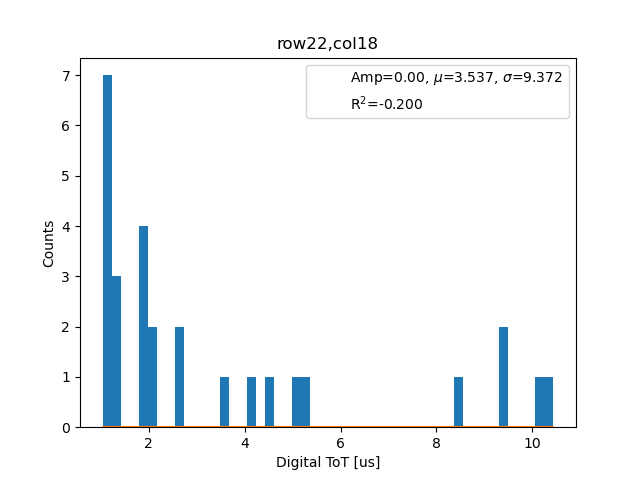 row22,col18
Amp=0.00, μ=3.537, σ=9.372
R²=-0.200
Counts
7
6
5
4
3
2
1
0
2 4 6 8 10
Digital ToT [us]